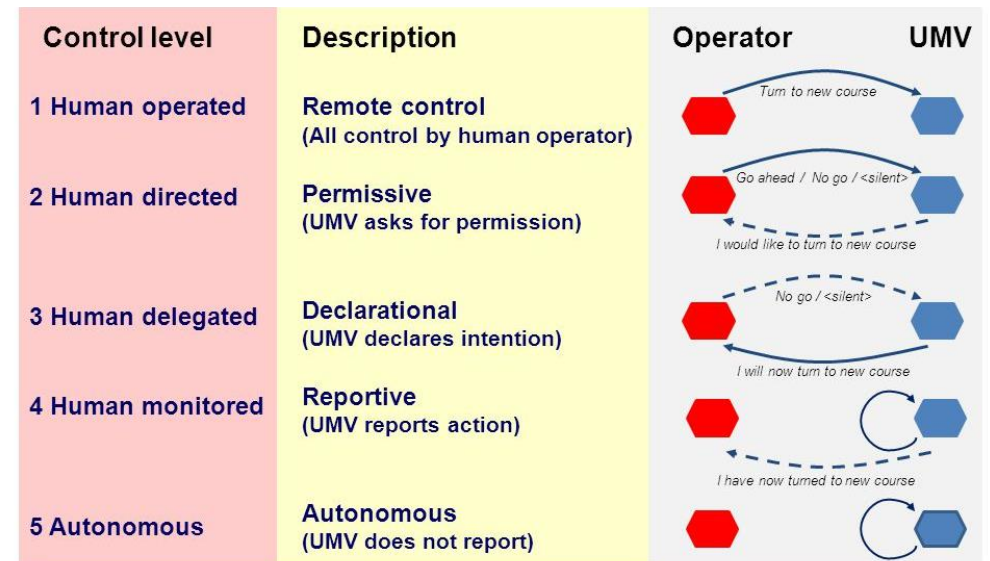 Control level Description Operator UMV
1 Human operated
Remote control
(All control by human operator)
Turn to new course
2 Human directed
Permissive
(UMV asks for permission)
Go ahead / No go / <silent>
I would like to turn to new course
3 Human delegated
Declarational
(UMV declares intention)
No go / <silent>
I will now turn to new course
4 Human monitored
Reportive
(UMV reports action)
I have now turned to new course
5 Autonomous
Autonomous
(UMV does not report)